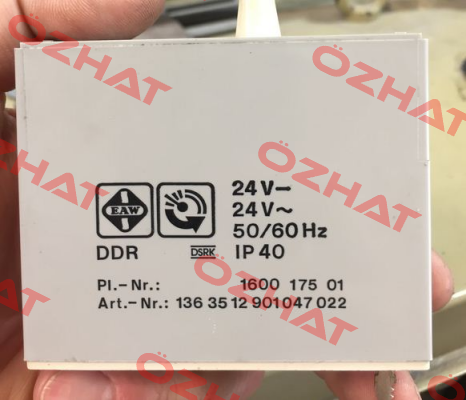 ÖZHAT
ÖZHAT
EAW
24V-
24V~
50/60Hz
DDR
DSRK
IP40
Pl.-Nr.: 1600 175 01
Art.-Nr.: 136 35 12 901047 022
ÖZHAT
ÖZHAT
ÖZHAT
ÖZHAT